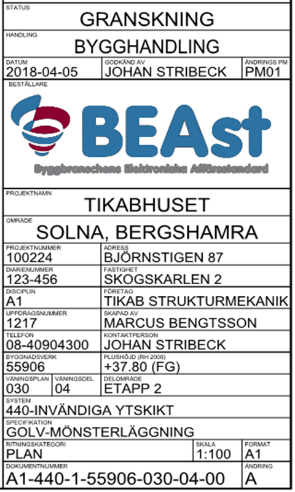 STATUS
GRANSKNING
HANDLING
BYGGHANDLING
DATUM GODKÄND AV ÄNDRINGS PM
2018-04-05 JOHAN STRIBECK PM01
BESTÄLLARE
BEAst
Byggbranschens Elektroniska Affärsstandard
PROJEKTNAMN
TIKABHUSET
OMRÅDE
SOLNA, BERGSHAMRA
PROJEKTNUMMER ADRESS
100224 BJÖRNSTIGEN 87
DIARIENUMMER FASTIGHET
123-456 SKOGSKARLEN 2
DISCIPLIN FÖRETAG
A1 TIKAB STRUKTURMEKANIK
UPPDRAGSNUMMER SKAPAD AV
1217 MARCUS BENGTSSON
TELEFON KONTAKTPERSON
08-40904300 JOHAN STRIBECK
BYGGNADSVERK PLUSHÖJD (RH 2000)
55906 +37.80 (FG)
VÅNINGSPLAN VÅNINGSDEL DELOMRÅDE
030 04 ETAPP 2
SYSTEM
440-INVÄNDIGA YTSKIKT
SPECIFIKATION
GOLV-MÖNSTERLÄGGNING
RITNINGSKATEGORI SKALA FORMAT
PLAN 1:100 A1
DOKUMENTNUMMER ÄNDRING
A1-440-1-55906-030-04-00 A